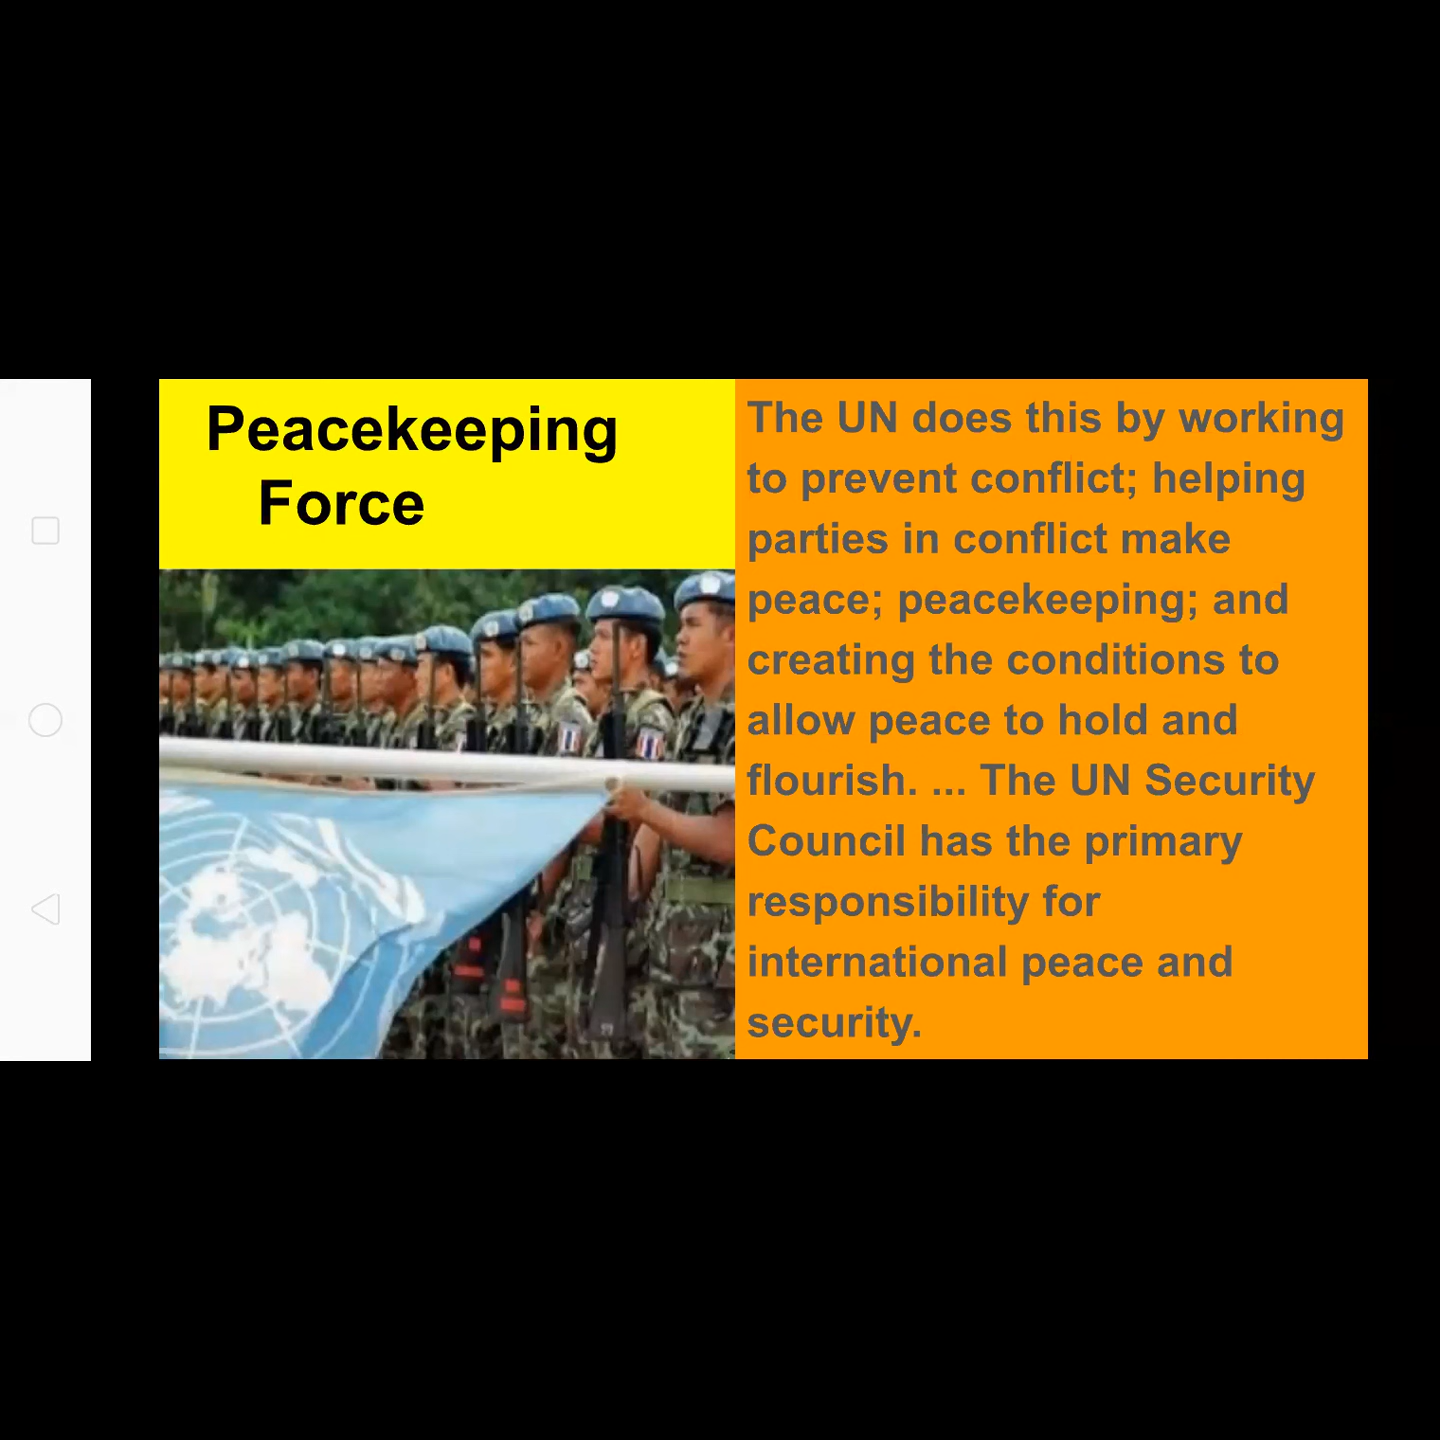 Peacekeeping
Force
The UN does this by working
to prevent conflict; helping
parties in conflict make
peace; peacekeeping; and
creating the conditions to
allow peace to hold and
flourish. ... The UN Security
Council has the primary
responsibility for
international peace and
security.